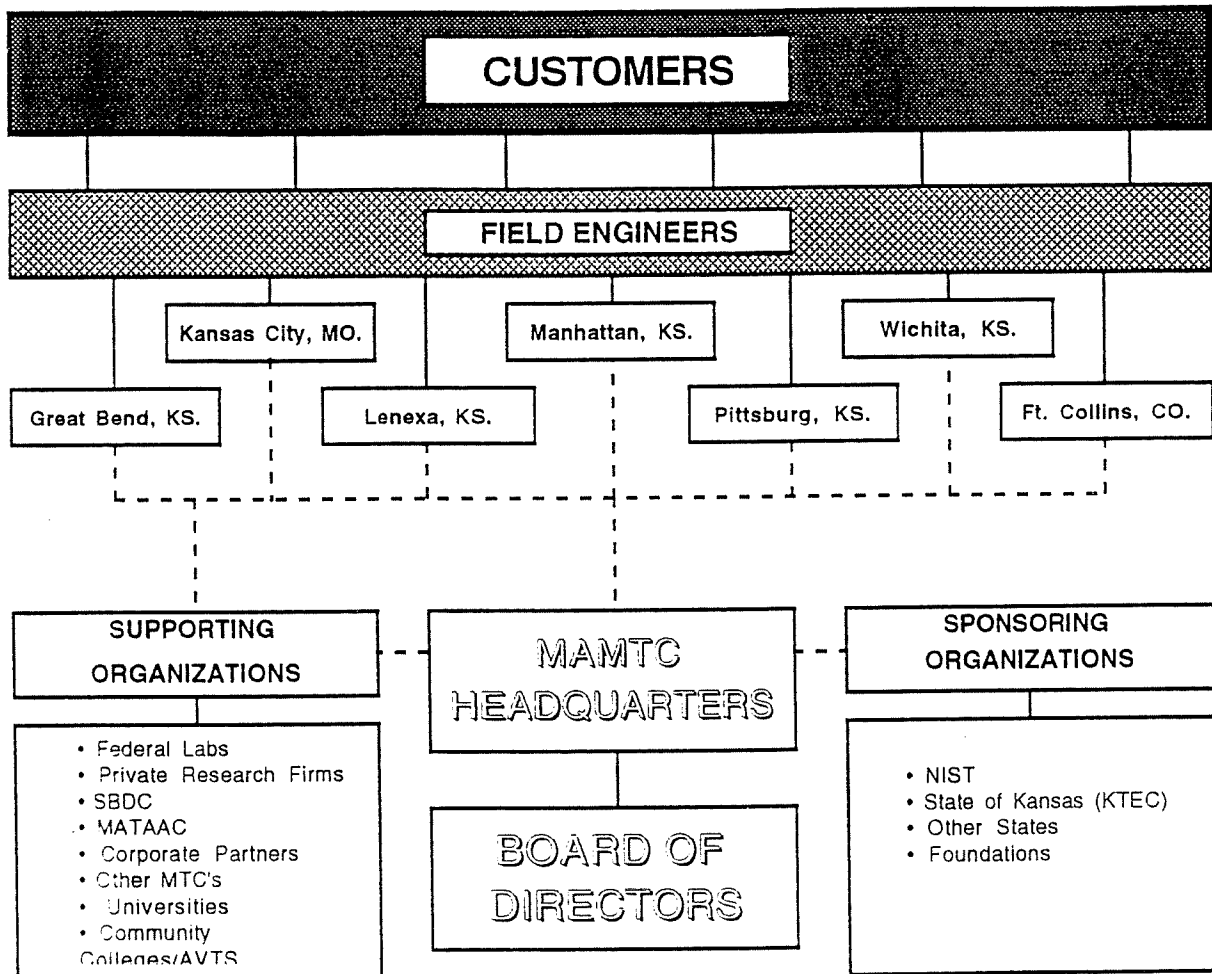 CUSTOMERS
FIELD ENGINEERS
Kansas City, MO.
Manhattan, KS.
Wichita, KS.
Great Bend, KS.
Lenexa, KS.
Pittsburg, KS.
Ft. Collins, CO.
SUPPORTING
ORGANIZATIONS
MAMTC
HEADQUARTERS
SPONSORING
ORGANIZATIONS
• Federal Labs
• Private Research Firms
• SBDC
• MATAAC
• Corporate Partners
• Other MTC's
• Universities
• Community
Colleges/AVTS
BOARD OF
DIRECTORS
• NIST
• State of Kansas (KTEC)
• Other States
• Foundations